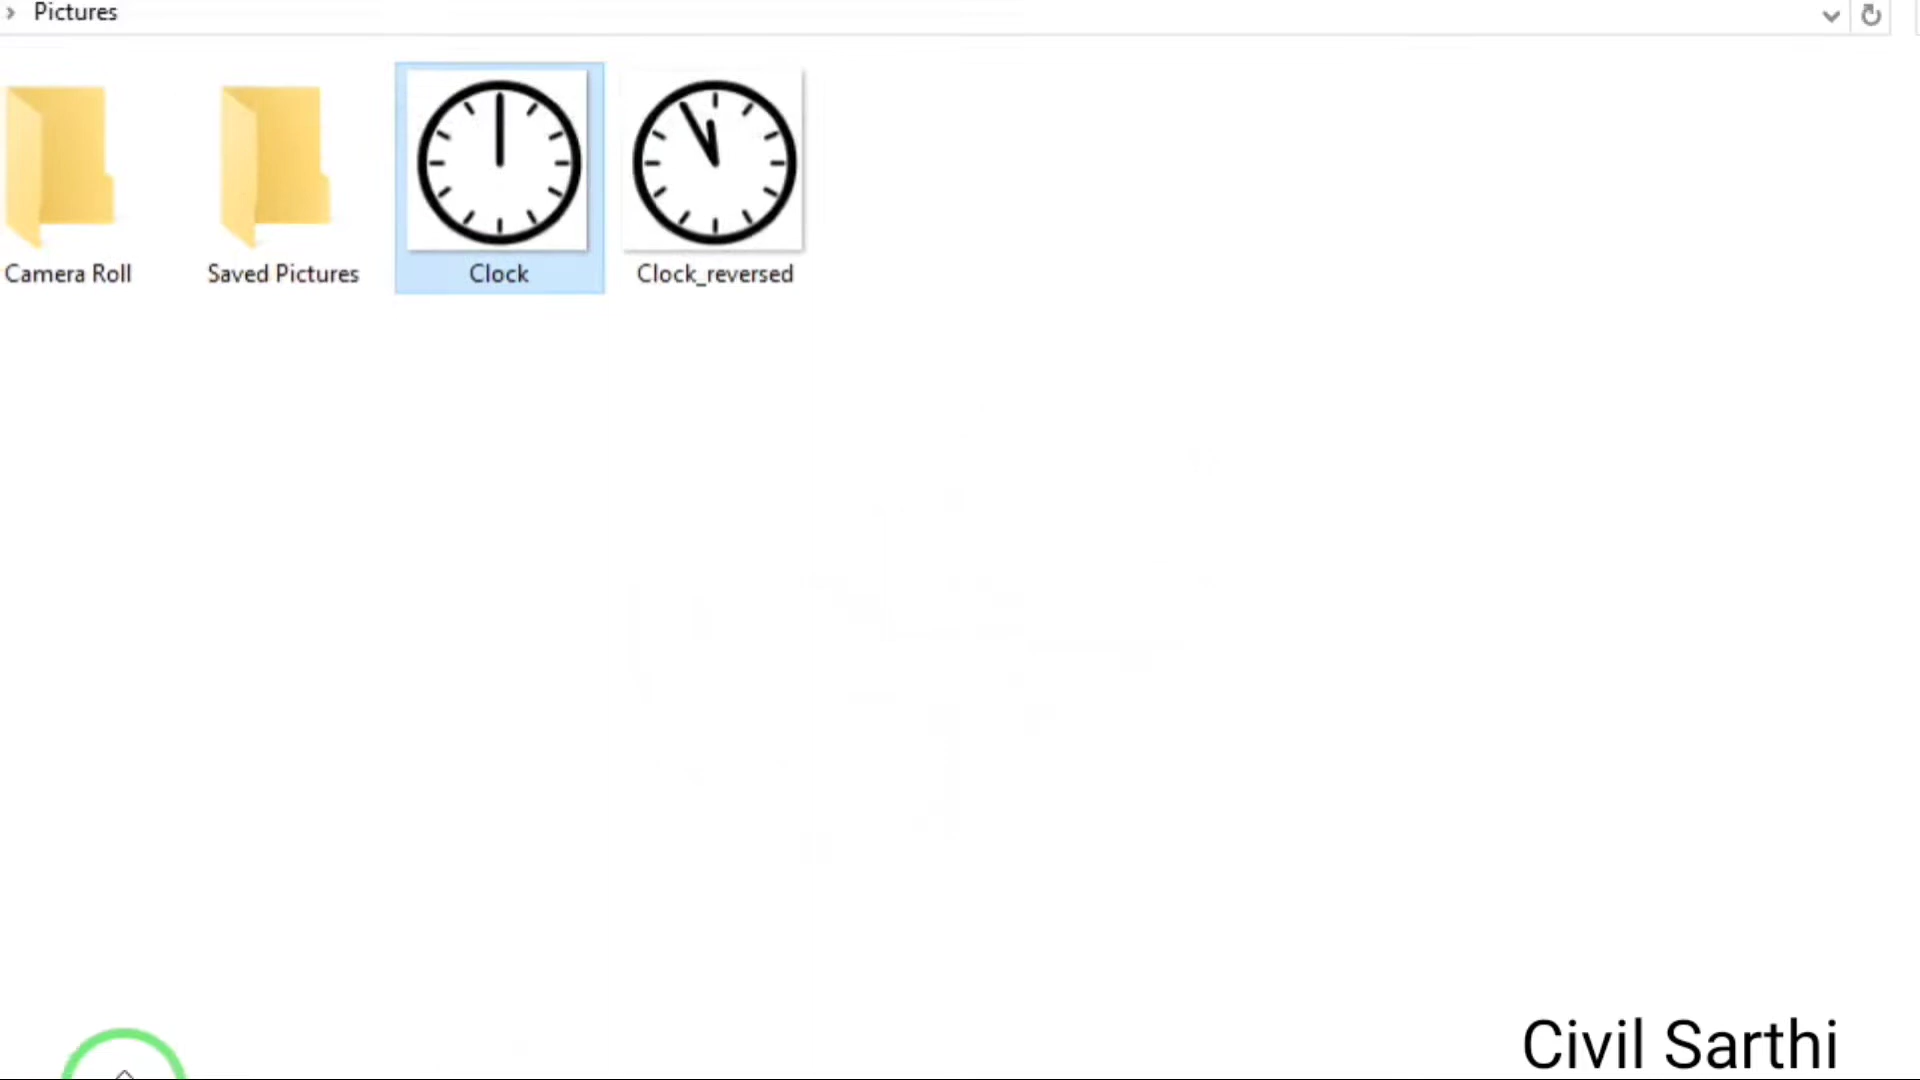 Pictures
Camera Roll
Saved Pictures
Clock
Clock_reversed
Civil Sarthi